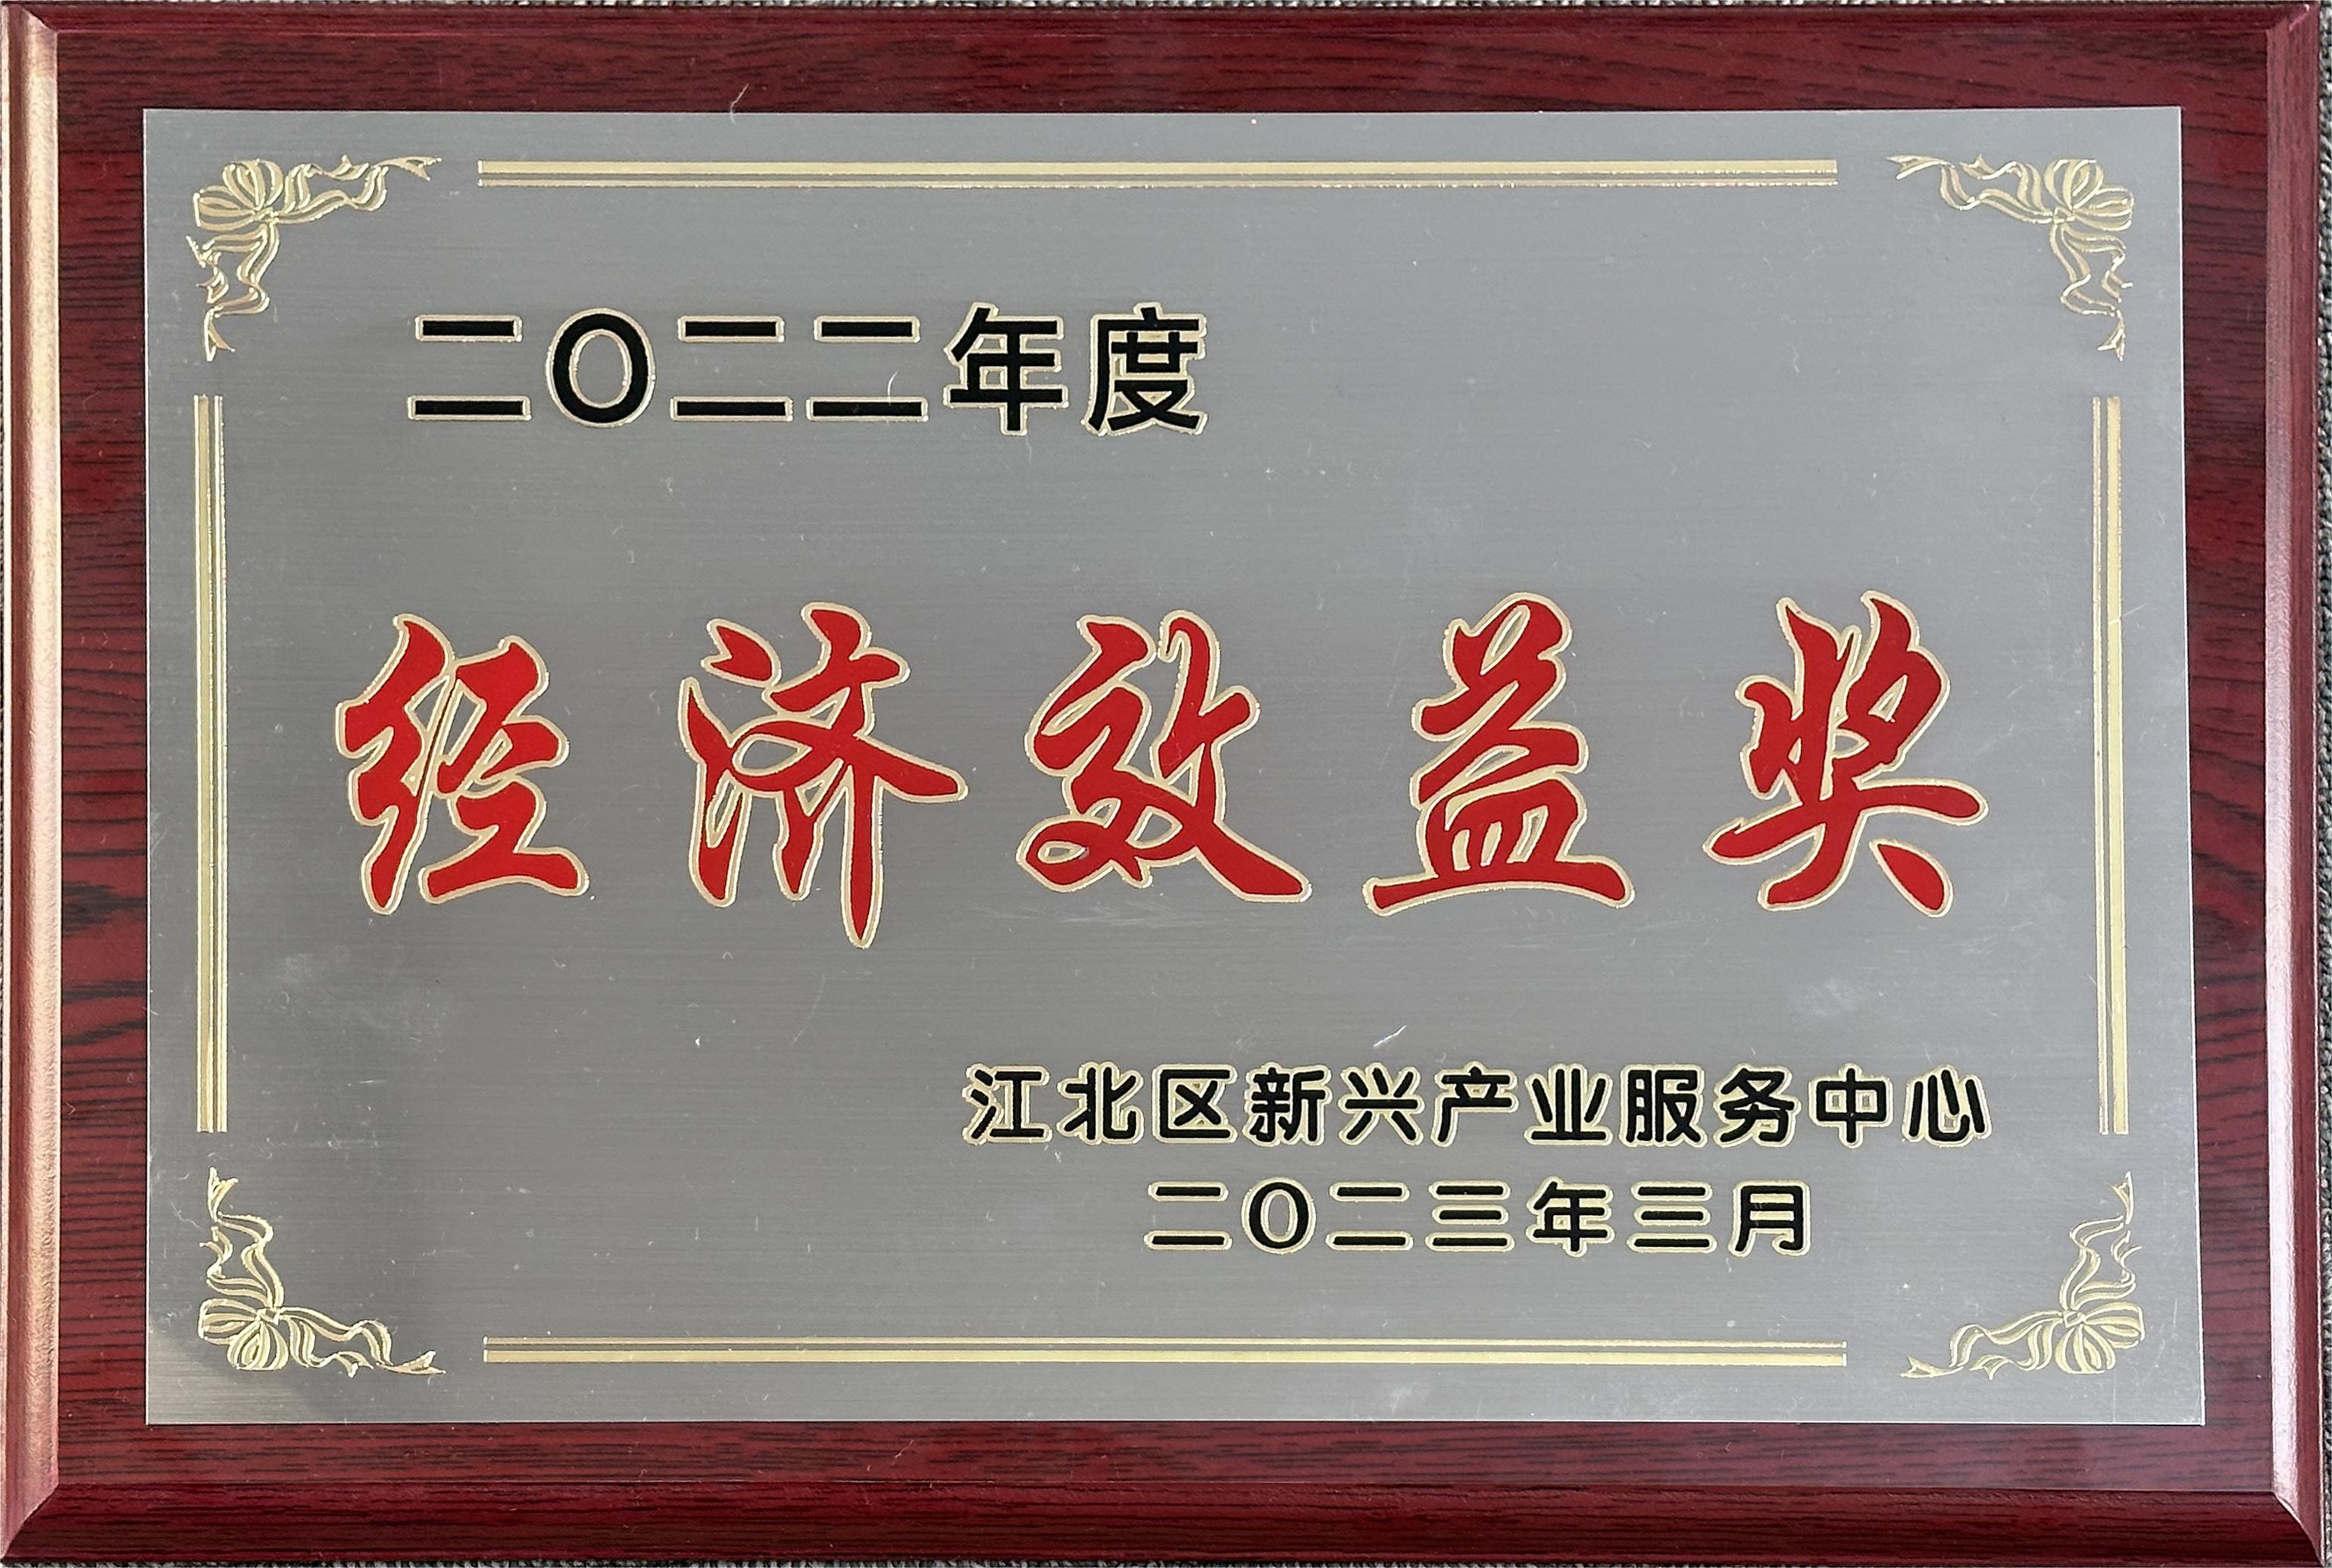 二〇二二年度
经济效益奖
江北区新兴产业服务中心
二〇二三年三月